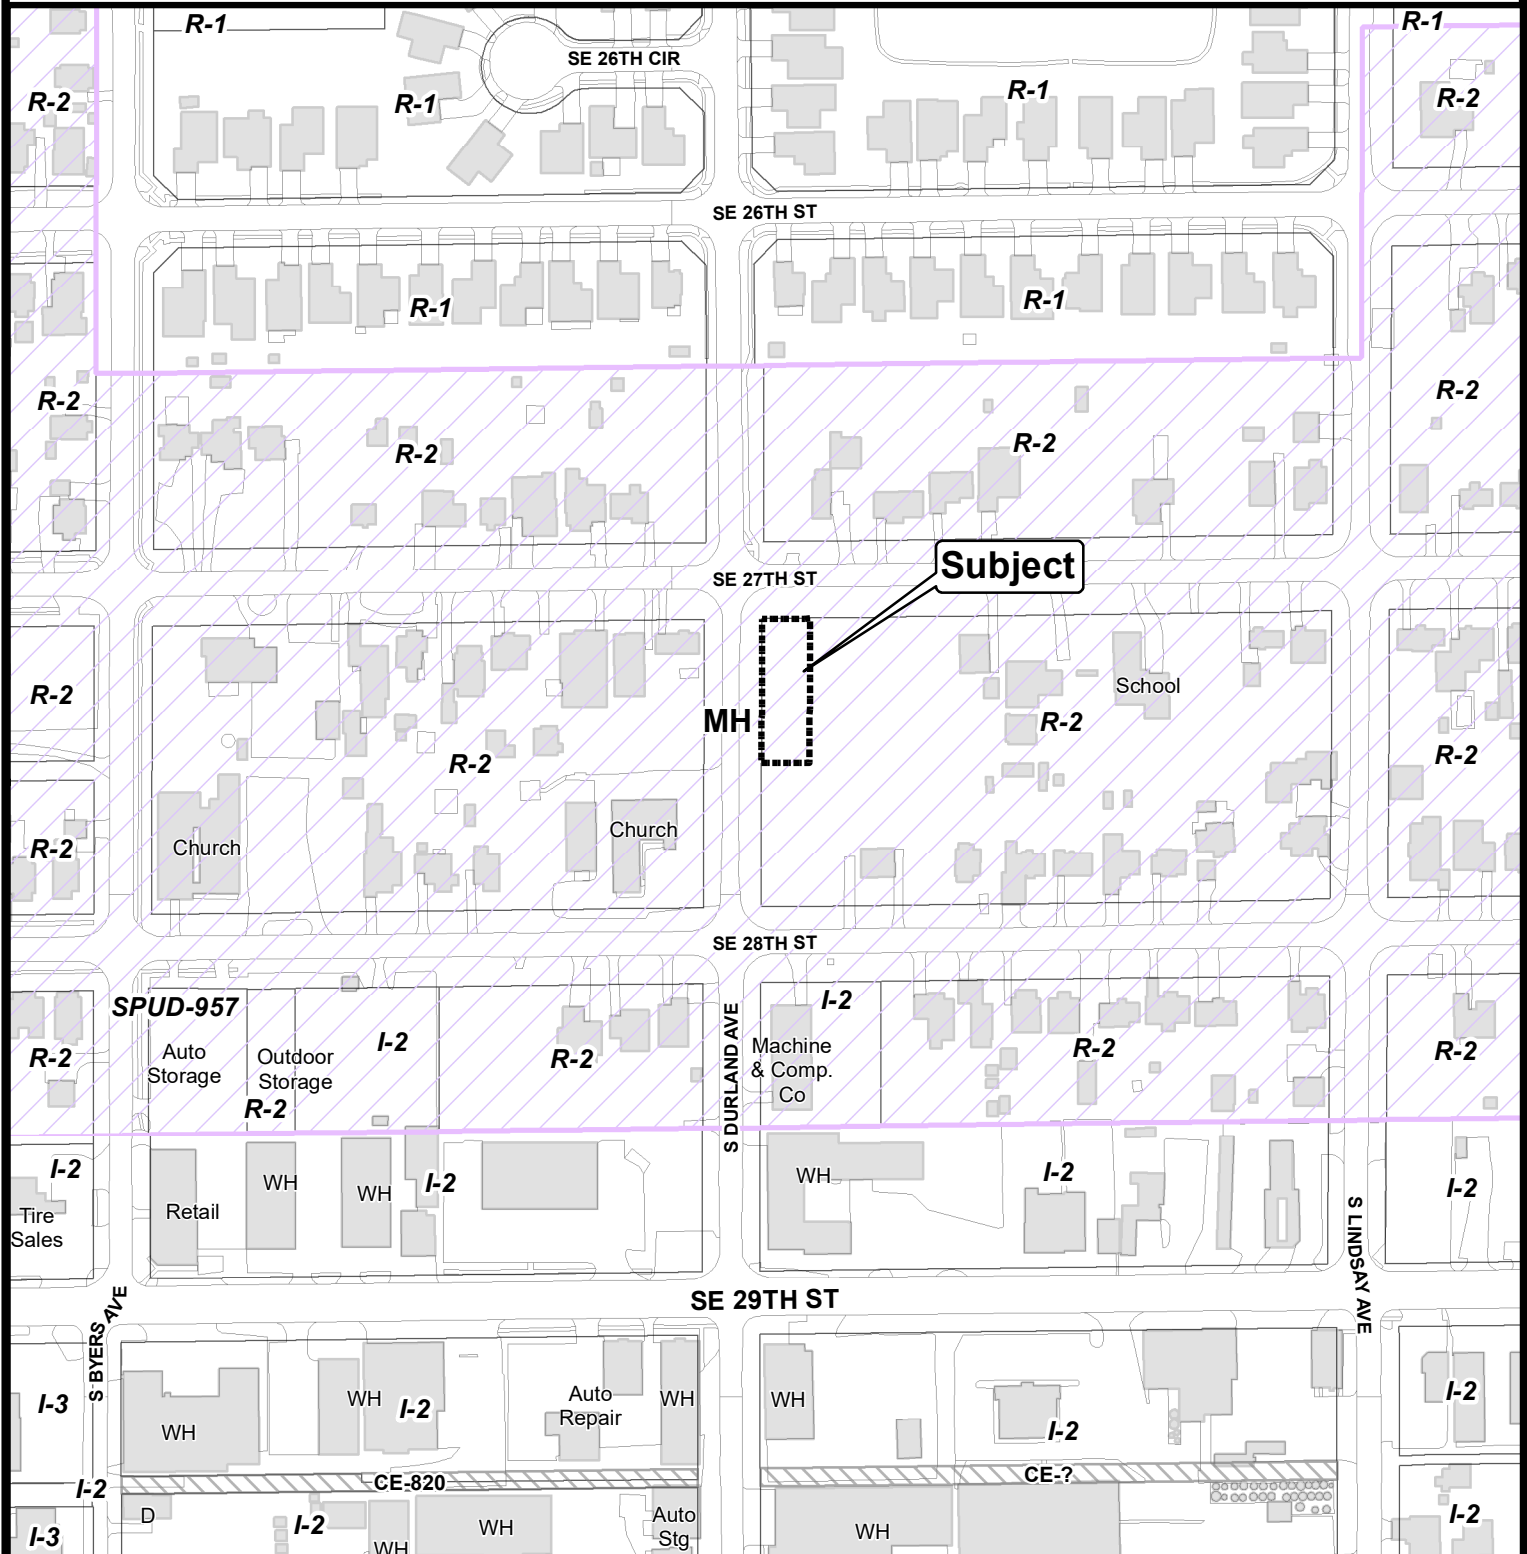 R-1
R-1
SE 26TH CIR
R-2
R-1
R-1
R-2
SE 26TH ST
R-1
R-1
R-2
R-2
R-2
R-2
Subject
SE 27TH ST
R-2
School
MH
R-2
R-2
R-2
Church
Church
R-2
SE 28TH ST
SPUD-957
I-2
S DURLAND AVE
R-2
Auto
Storage
Outdoor
Storage
I-2
R-2
R-2
Machine
& Comp.
Co
R-2
R-2
I-2
Tire
Sales
Retail
WH
WH
I-2
WH
I-2
I-2
S LINDSAY AVE
SE 29TH ST
S BYERS AVE
I-3
WH
WH
I-2
Auto
Repair
WH
WH
I-2
I-2
CE-820
CE-?
I-2
D
I-3
I-2
WH
WH
Auto
Stg
WH
I-2